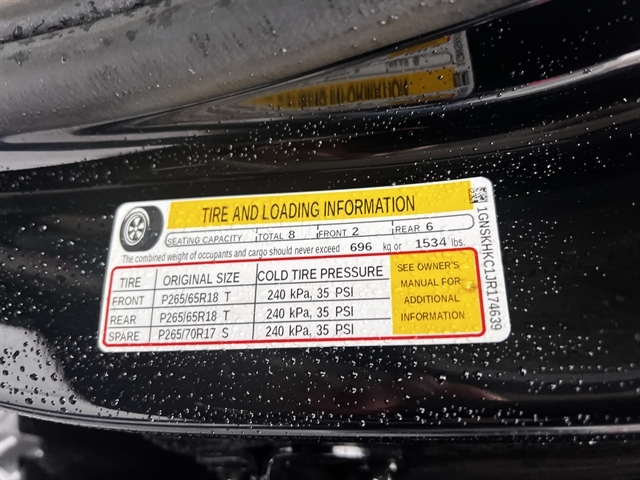 TIRE AND LOADING INFORMATION
SEATING CAPACITY TOTAL 8 FRONT 2 REAR 6
The combined weight of occupants and cargo should never exceed 696 kg or 1534 lbs.
TIRE ORIGINAL SIZE COLD TIRE PRESSURE
FRONT P265/65R18 T 240 kPa, 35 PSI
REAR P265/65R18 T 240 kPa, 35 PSI
SPARE P265/70R17 S 240 kPa, 35 PSI
SEE OWNER'S
MANUAL FOR
ADDITIONAL
INFORMATION
1GNSKHKC1JR174639